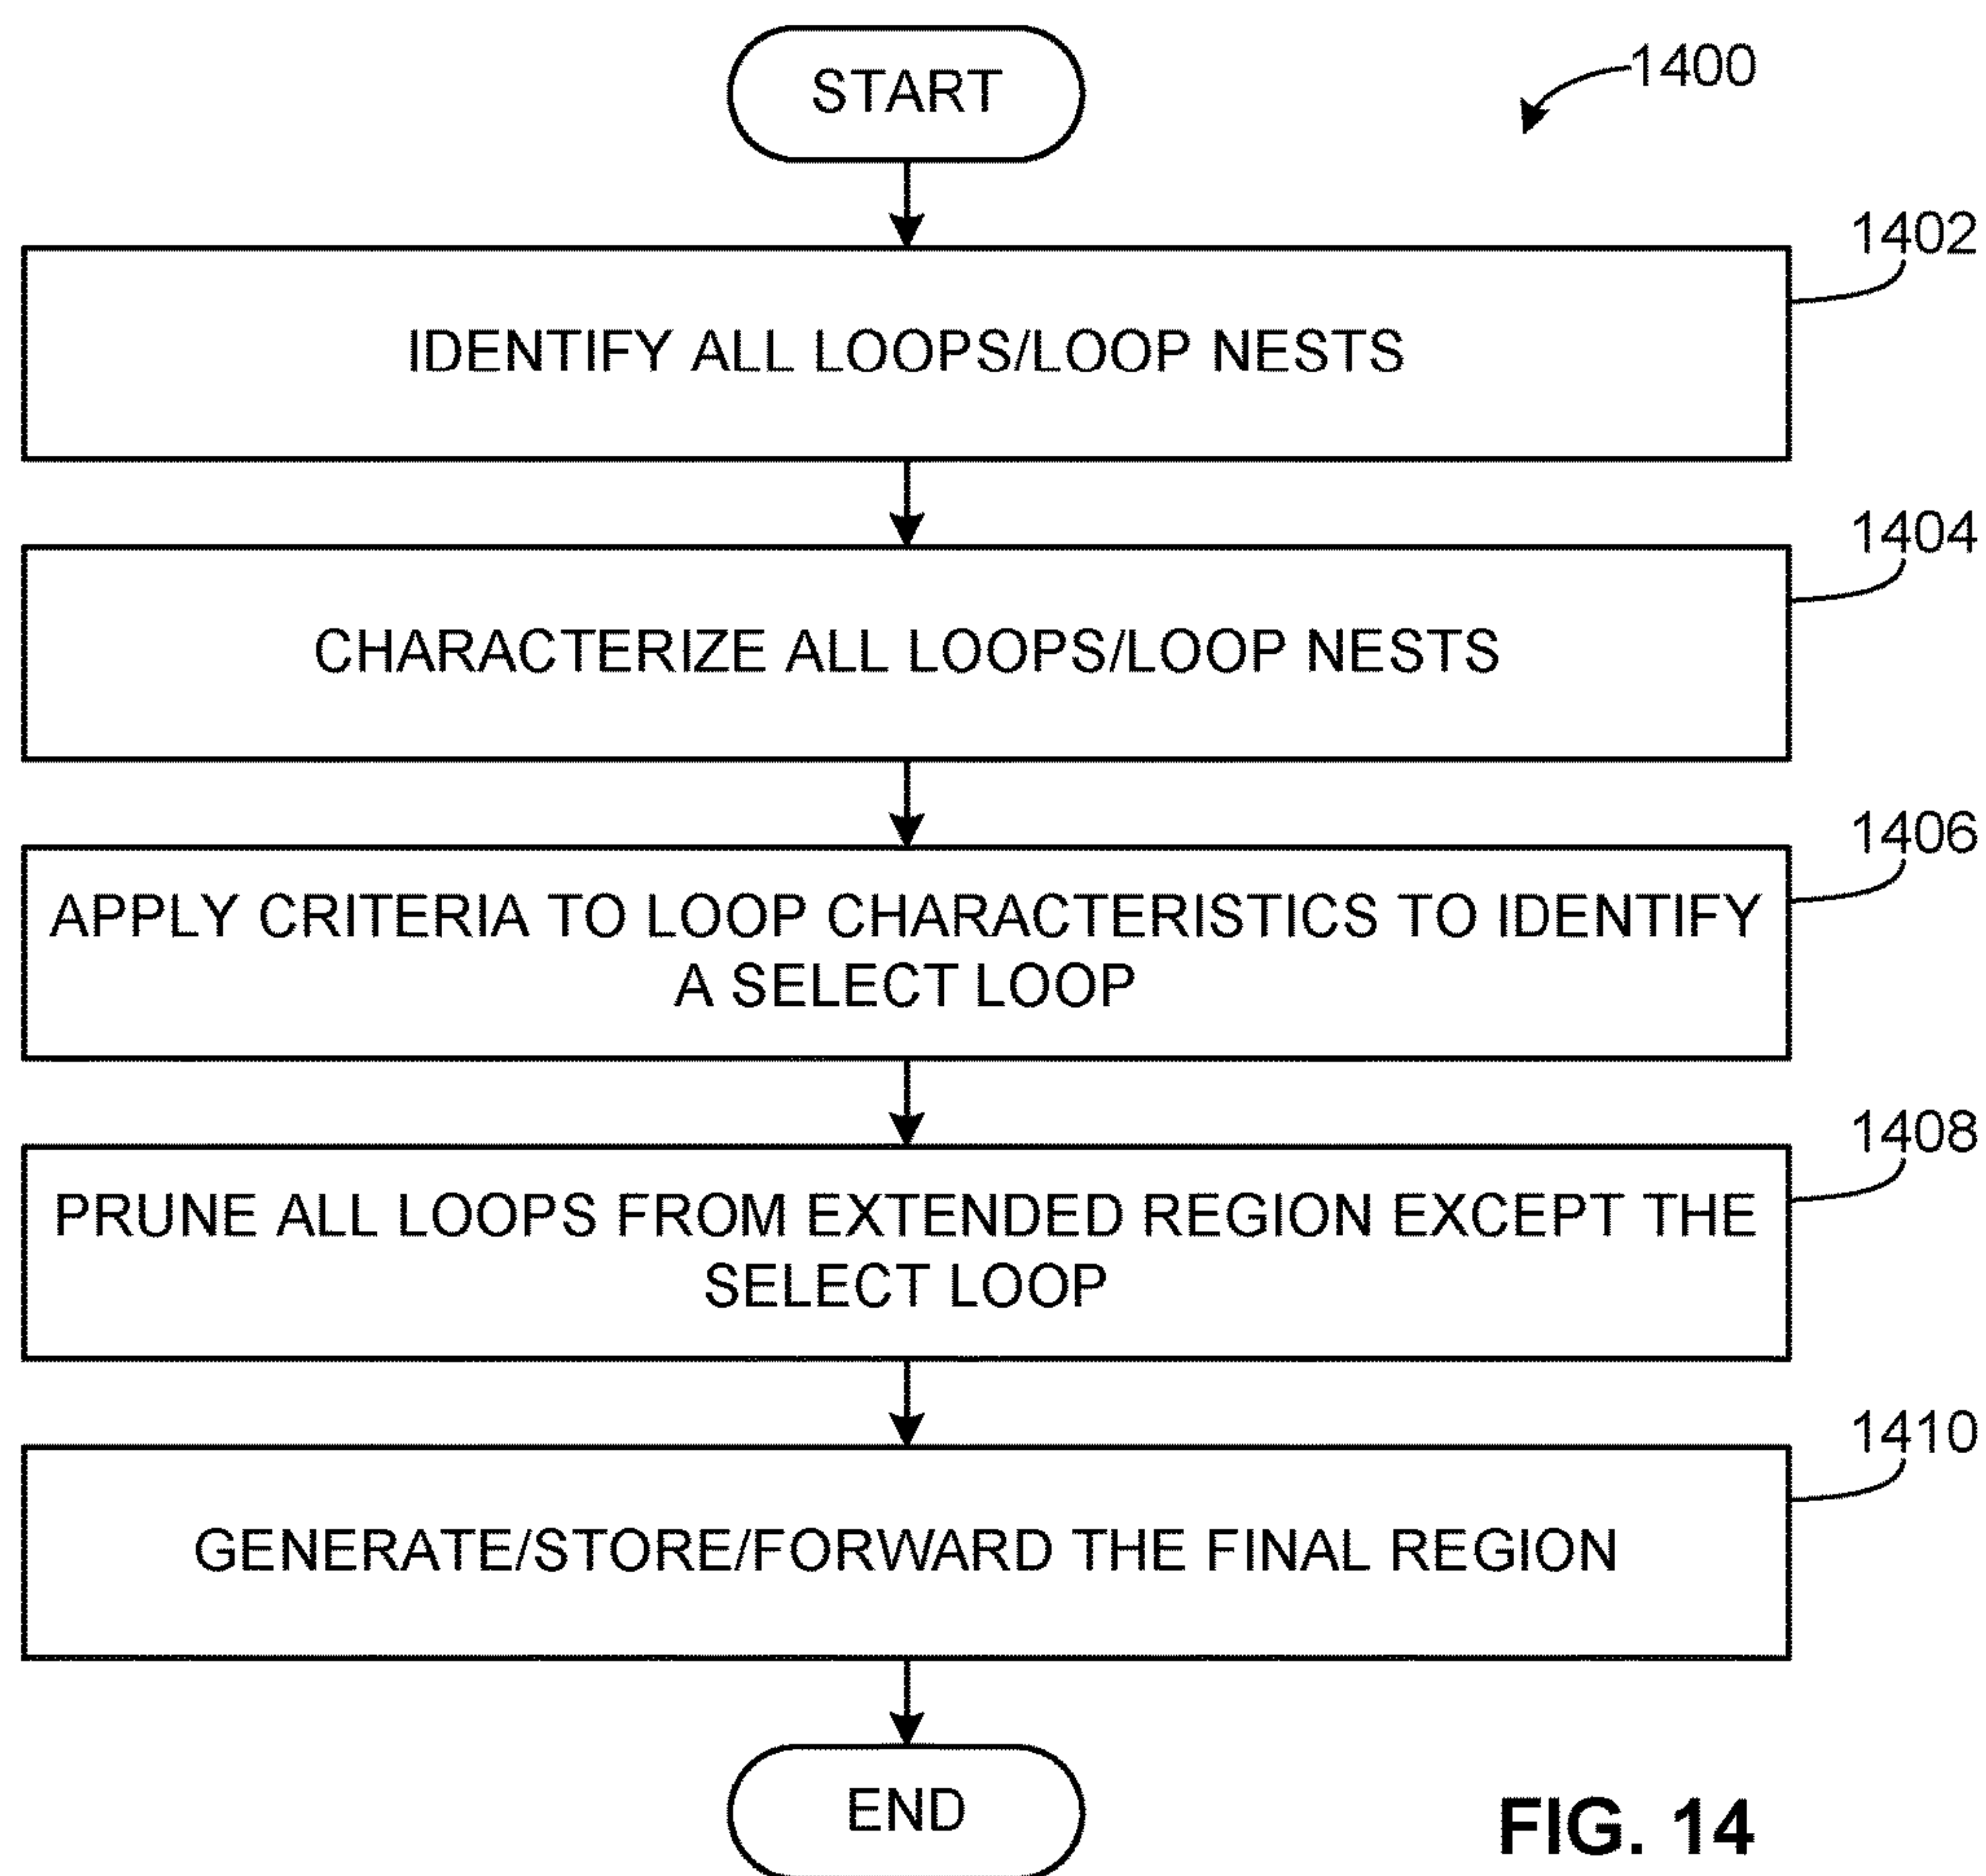 START
1400
1402
IDENTIFY ALL LOOPS/LOOP NESTS
1404
CHARACTERIZE ALL LOOPS/LOOP NESTS
1406
APPLY CRITERIA TO LOOP CHARACTERISTICS TO IDENTIFY
A SELECT LOOP
1408
PRUNE ALL LOOPS FROM EXTENDED REGION EXCEPT THE
SELECT LOOP
1410
GENERATE/STORE/FORWARD THE FINAL REGION
END
FIG. 14